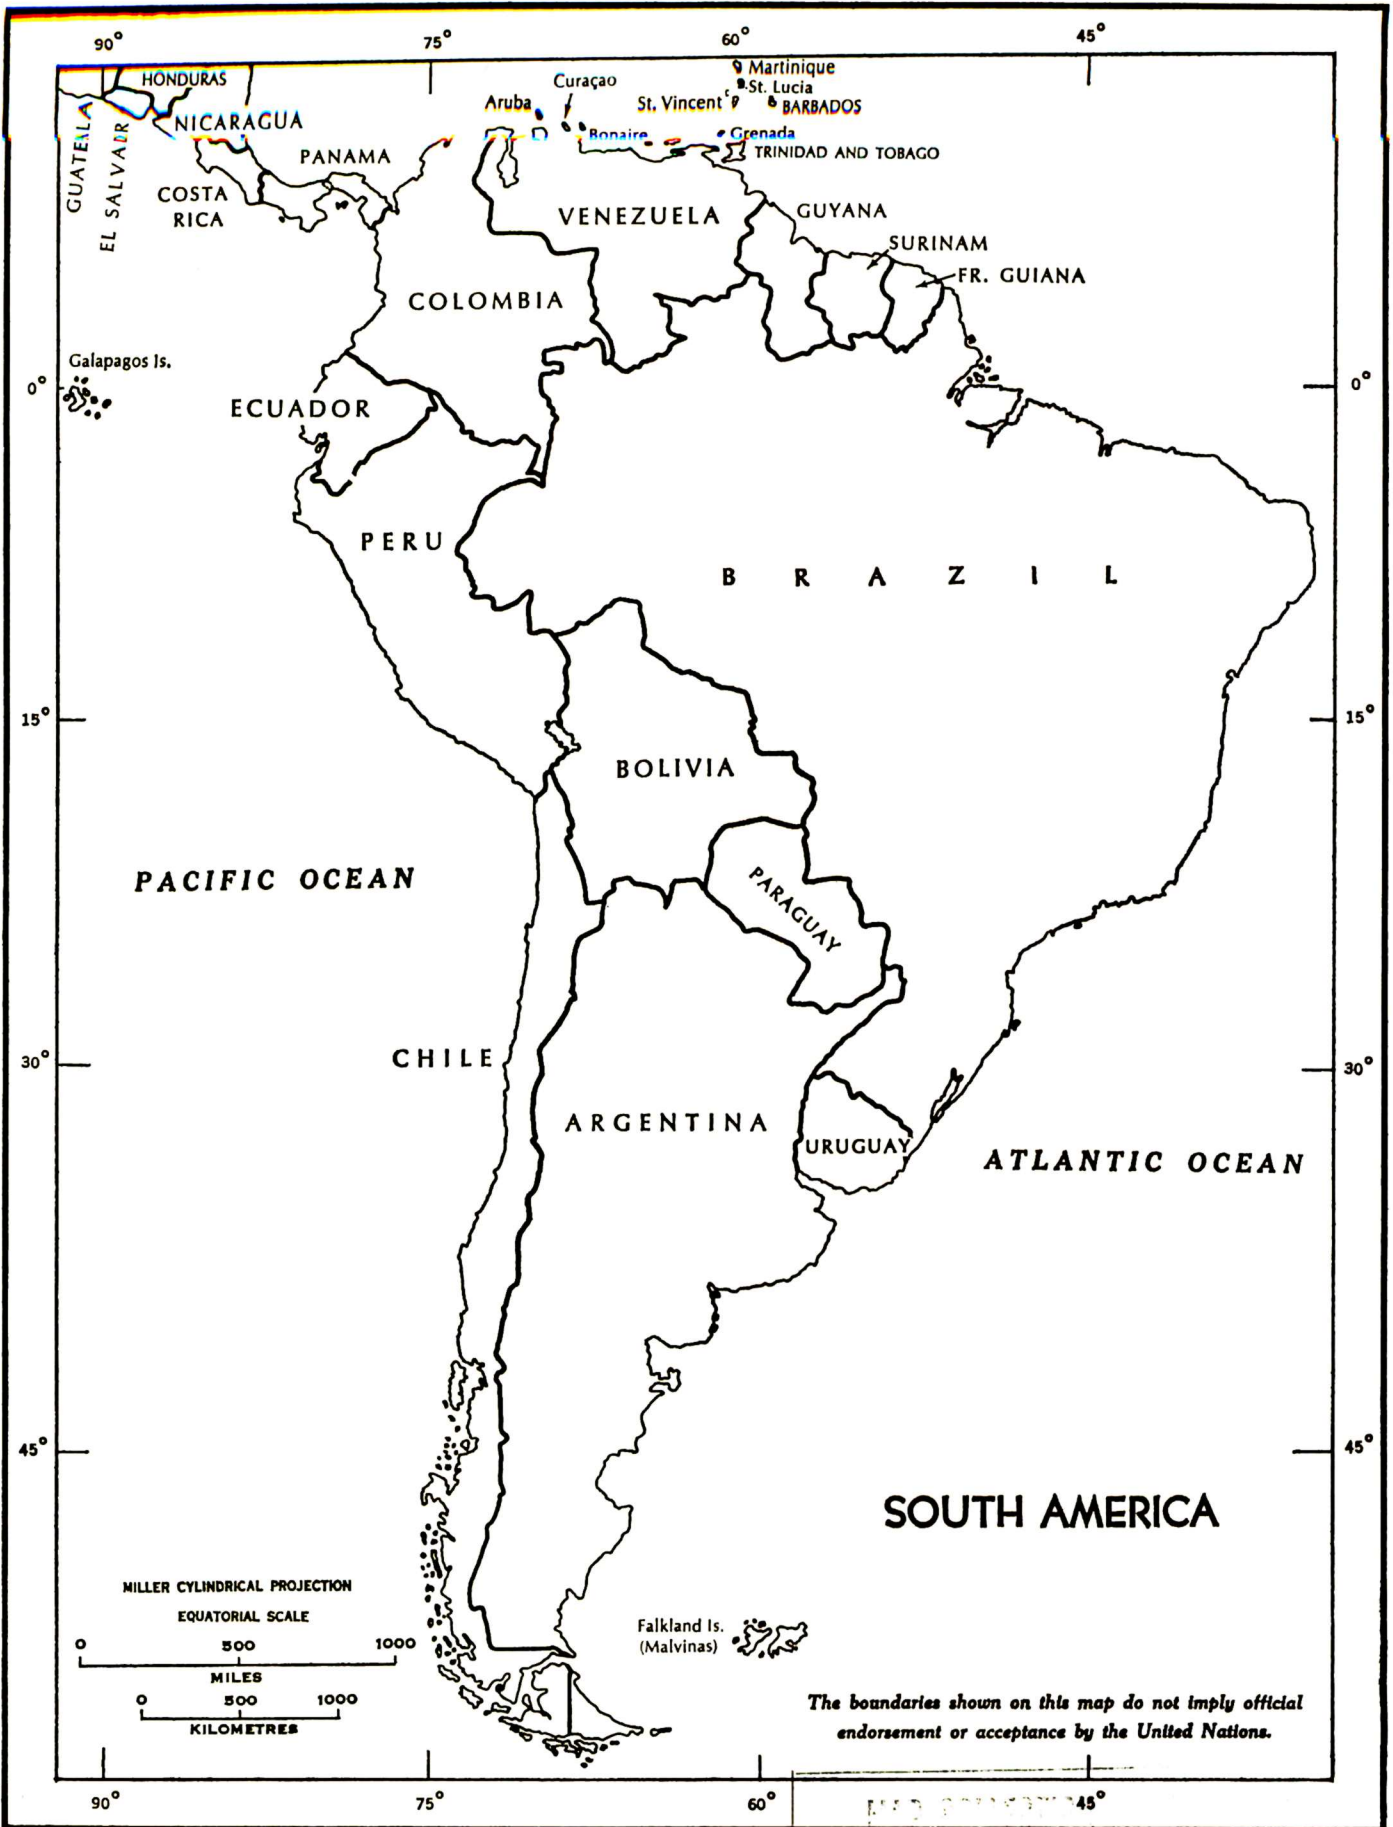 90° 75° 60° 45°
HONDURAS
Martinique
Curaçao
St. Lucia
Aruba
St. Vincent
BARBADOS
GUATELA
EL SALVADR
NICARAGUA
Bonaire
Grenada
PANAMA
TRINIDAD AND TOBAGO
COSTA
RICA
VENEZUELA
GUYANA
SURINAM
FR. GUIANA
COLOMBIA
Galapagos Is.
0° 0°
ECUADOR
PERU
BRAZIL
15° 15°
BOLIVIA
PACIFIC OCEAN
PARAGUAY
CHILE
30° 30°
ARGENTINA
URUGUAY
ATLANTIC OCEAN
45° 45°
SOUTH AMERICA
MILLER CYLINDRICAL PROJECTION
EQUATORIAL SCALE
0 500 1000
MILES
0 500 1000
KILOMETRES
Falkland Is.
(Malvinas)
The boundaries shown on this map do not imply official
endorsement or acceptance by the United Nations.
90° 75° 60° 45°